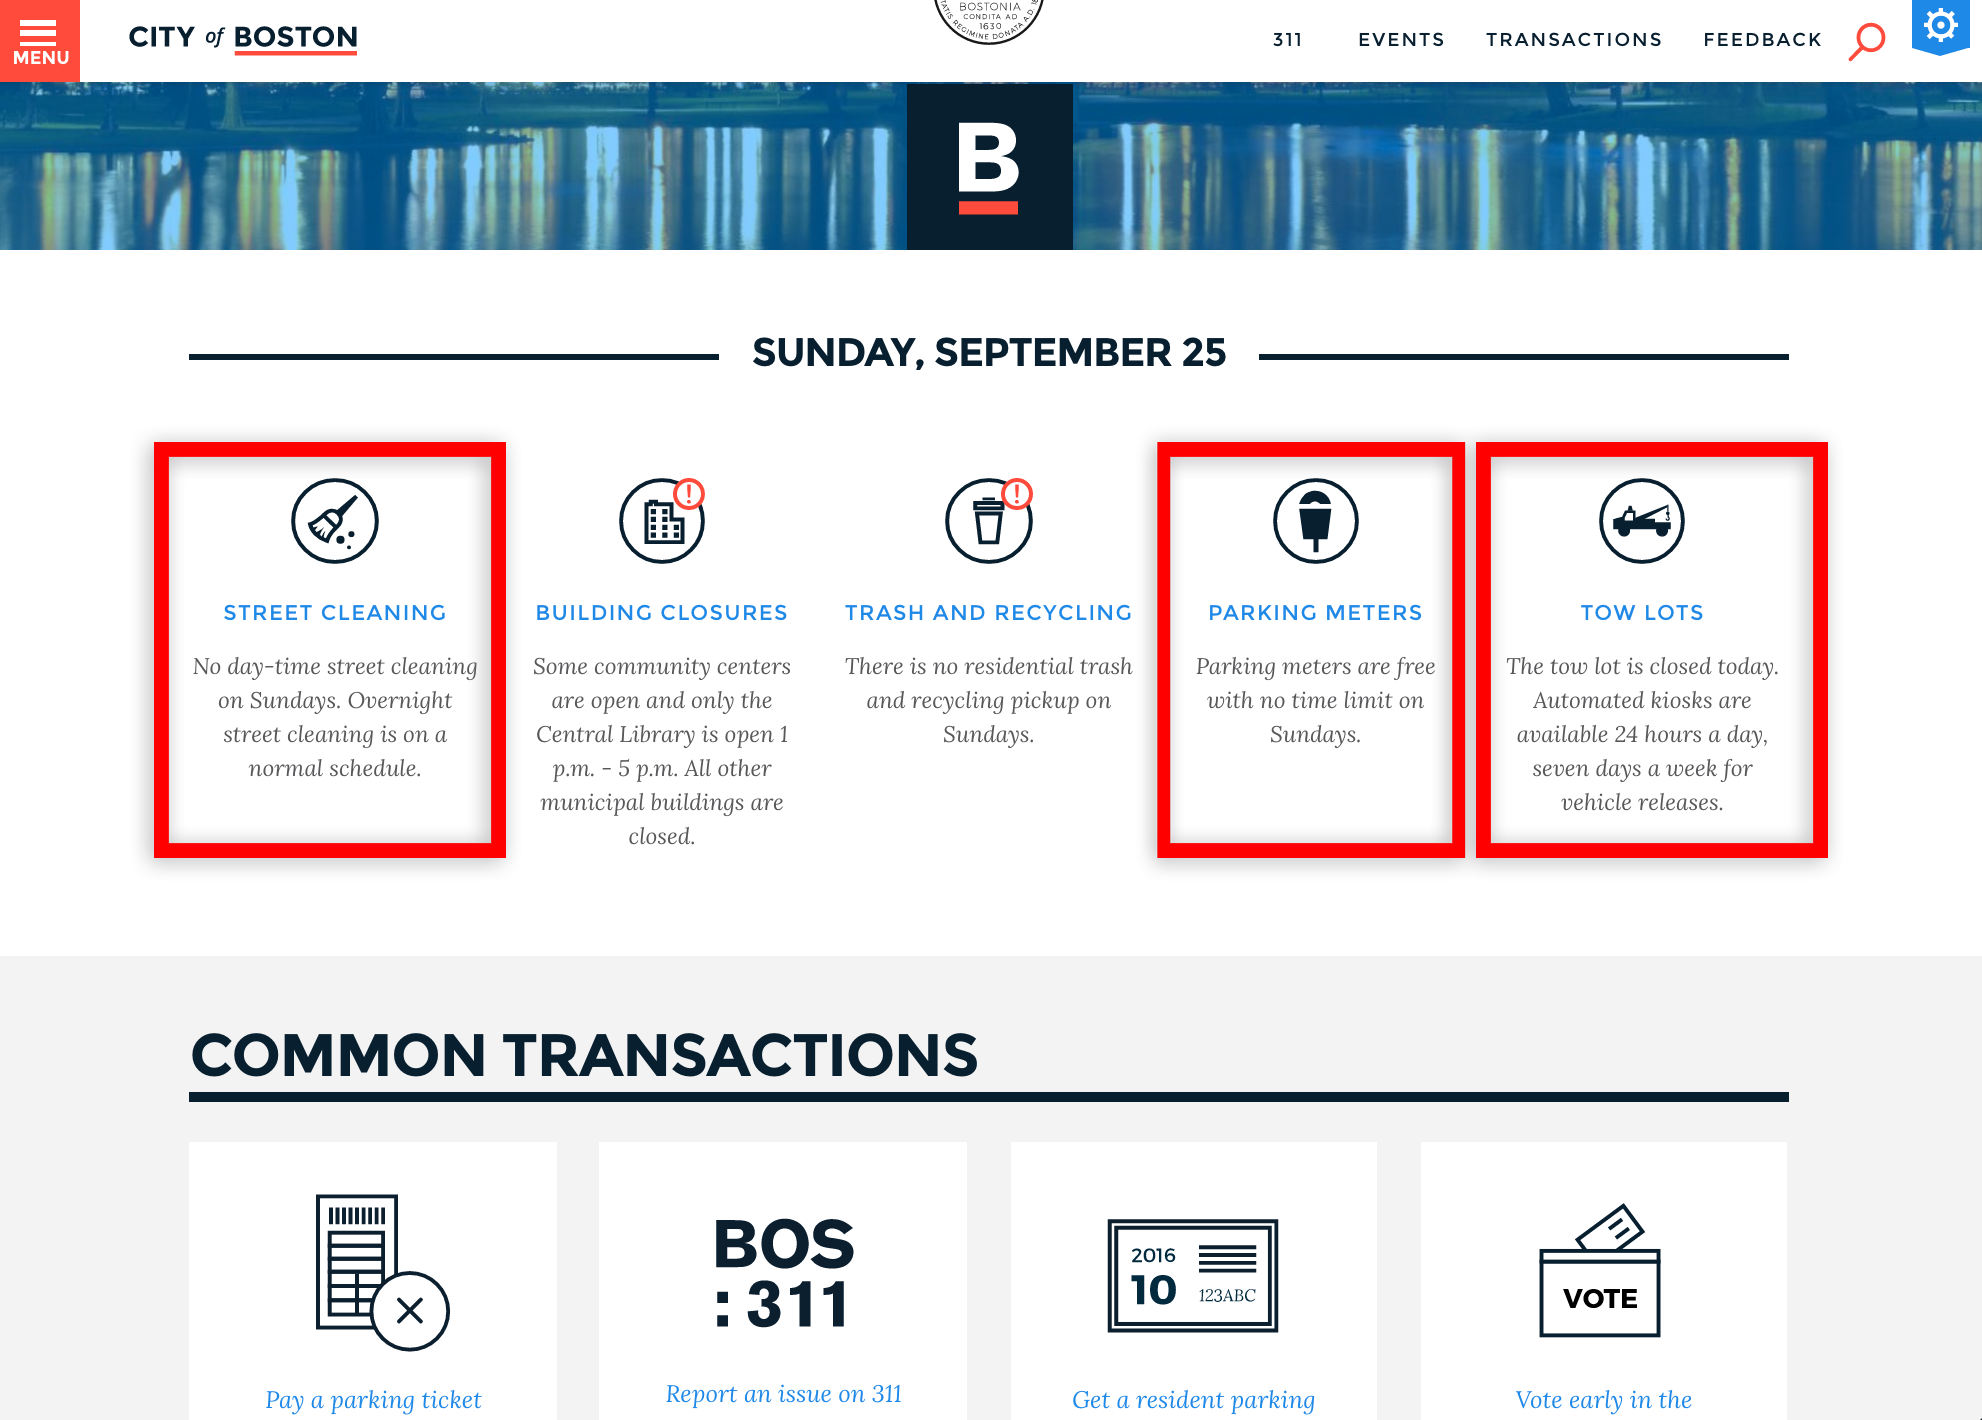 MENU
CITY of BOSTON
BOSTONIA
CONDITA AD
1630
REGIMINE DONATA A.D.
311
EVENTS
TRANSACTIONS
FEEDBACK
B
SUNDAY, SEPTEMBER 25
STREET CLEANING
No day-time street cleaning
on Sundays. Overnight
street cleaning is on a
normal schedule.
BUILDING CLOSURES
Some community centers
are open and only the
Central Library is open 1
p.m. - 5 p.m. All other
municipal buildings are
closed.
TRASH AND RECYCLING
There is no residential trash
and recycling pickup on
Sundays.
PARKING METERS
Parking meters are free
with no time limit on
Sundays.
TOW LOTS
The tow lot is closed today.
Automated kiosks are
available 24 hours a day,
seven days a week for
vehicle releases.
COMMON TRANSACTIONS
Pay a parking ticket
BOS
:311
Report an issue on 311
2016
10
123ABC
Get a resident parking
VOTE
Vote early in the